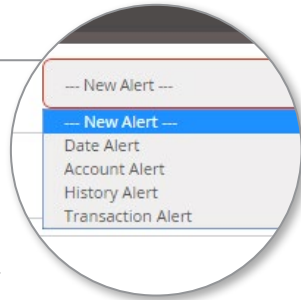 --- New Alert ---
--- New Alert ---
Date Alert
Account Alert
History Alert
Transaction Alert